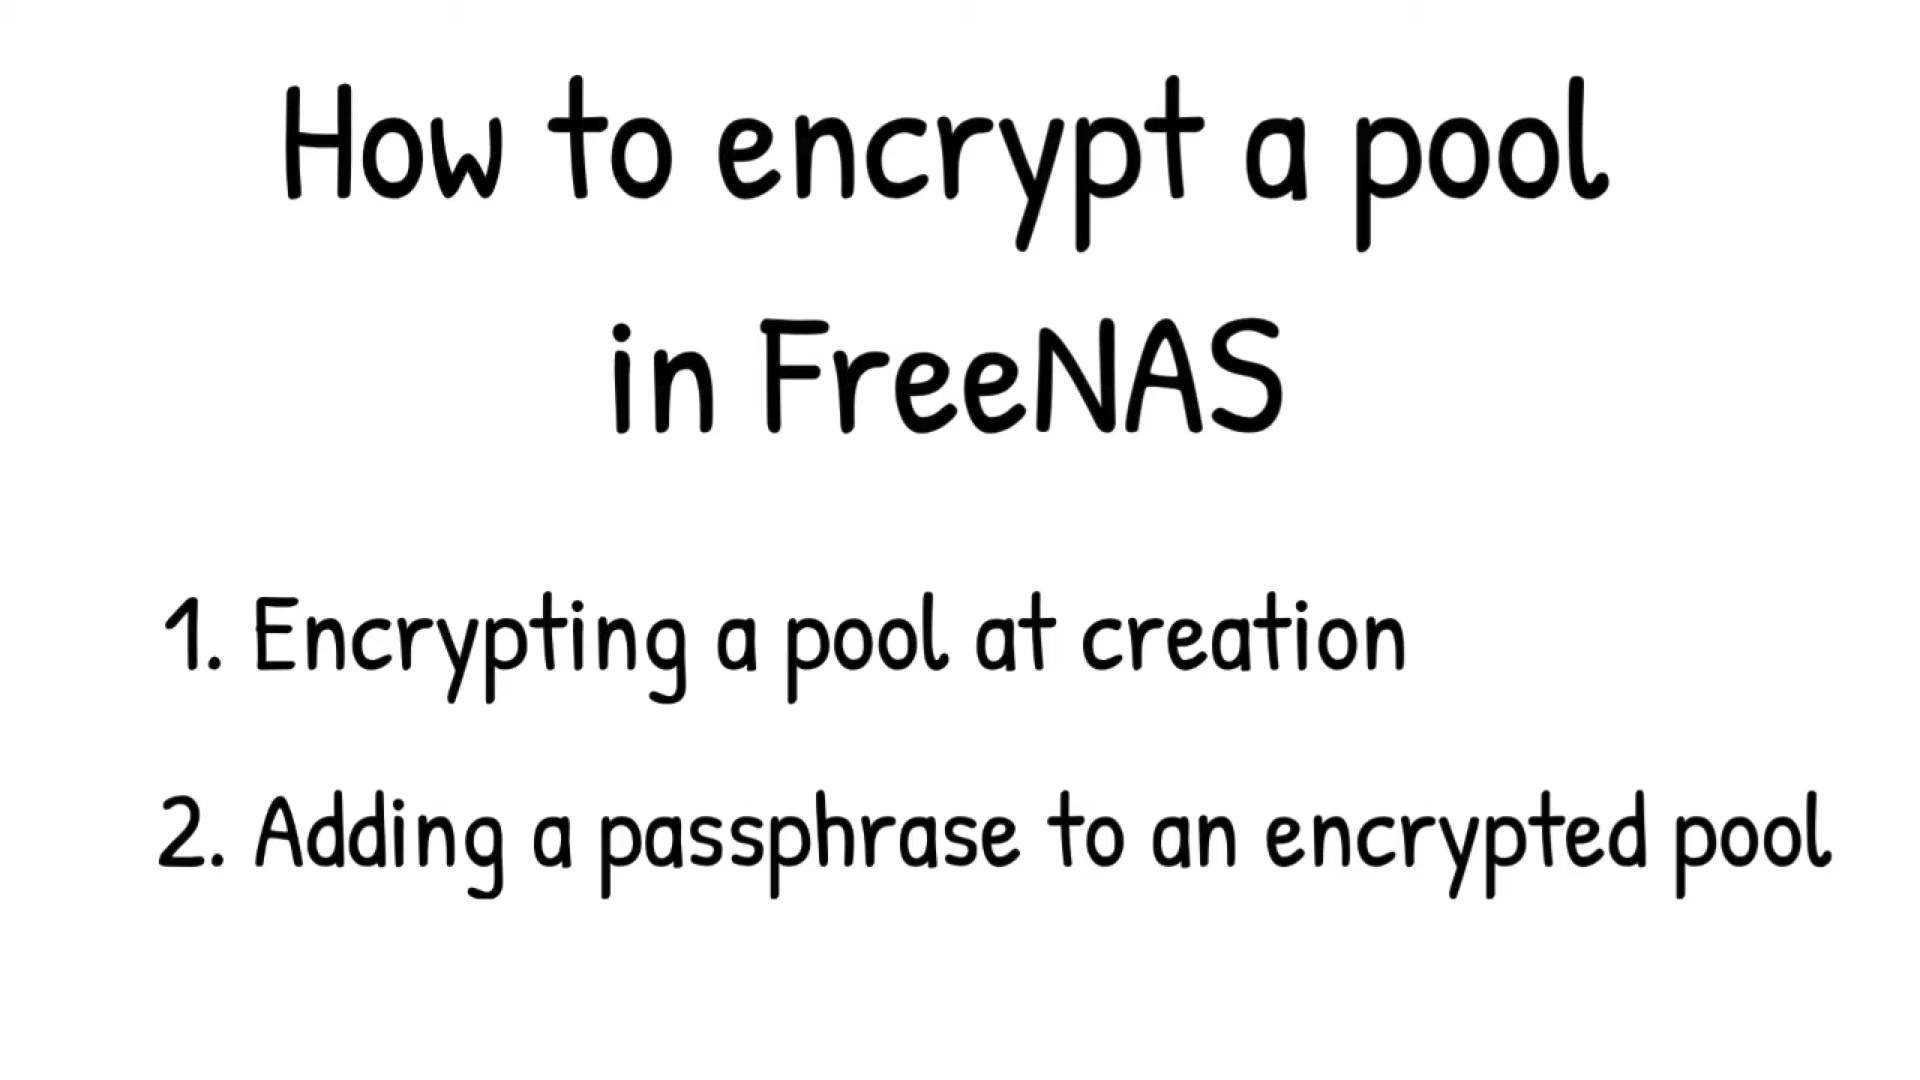 How to encrypt a pool
in FreeNAS
1. Encrypting a pool at creation
2. Adding a passphrase to an encrypted pool